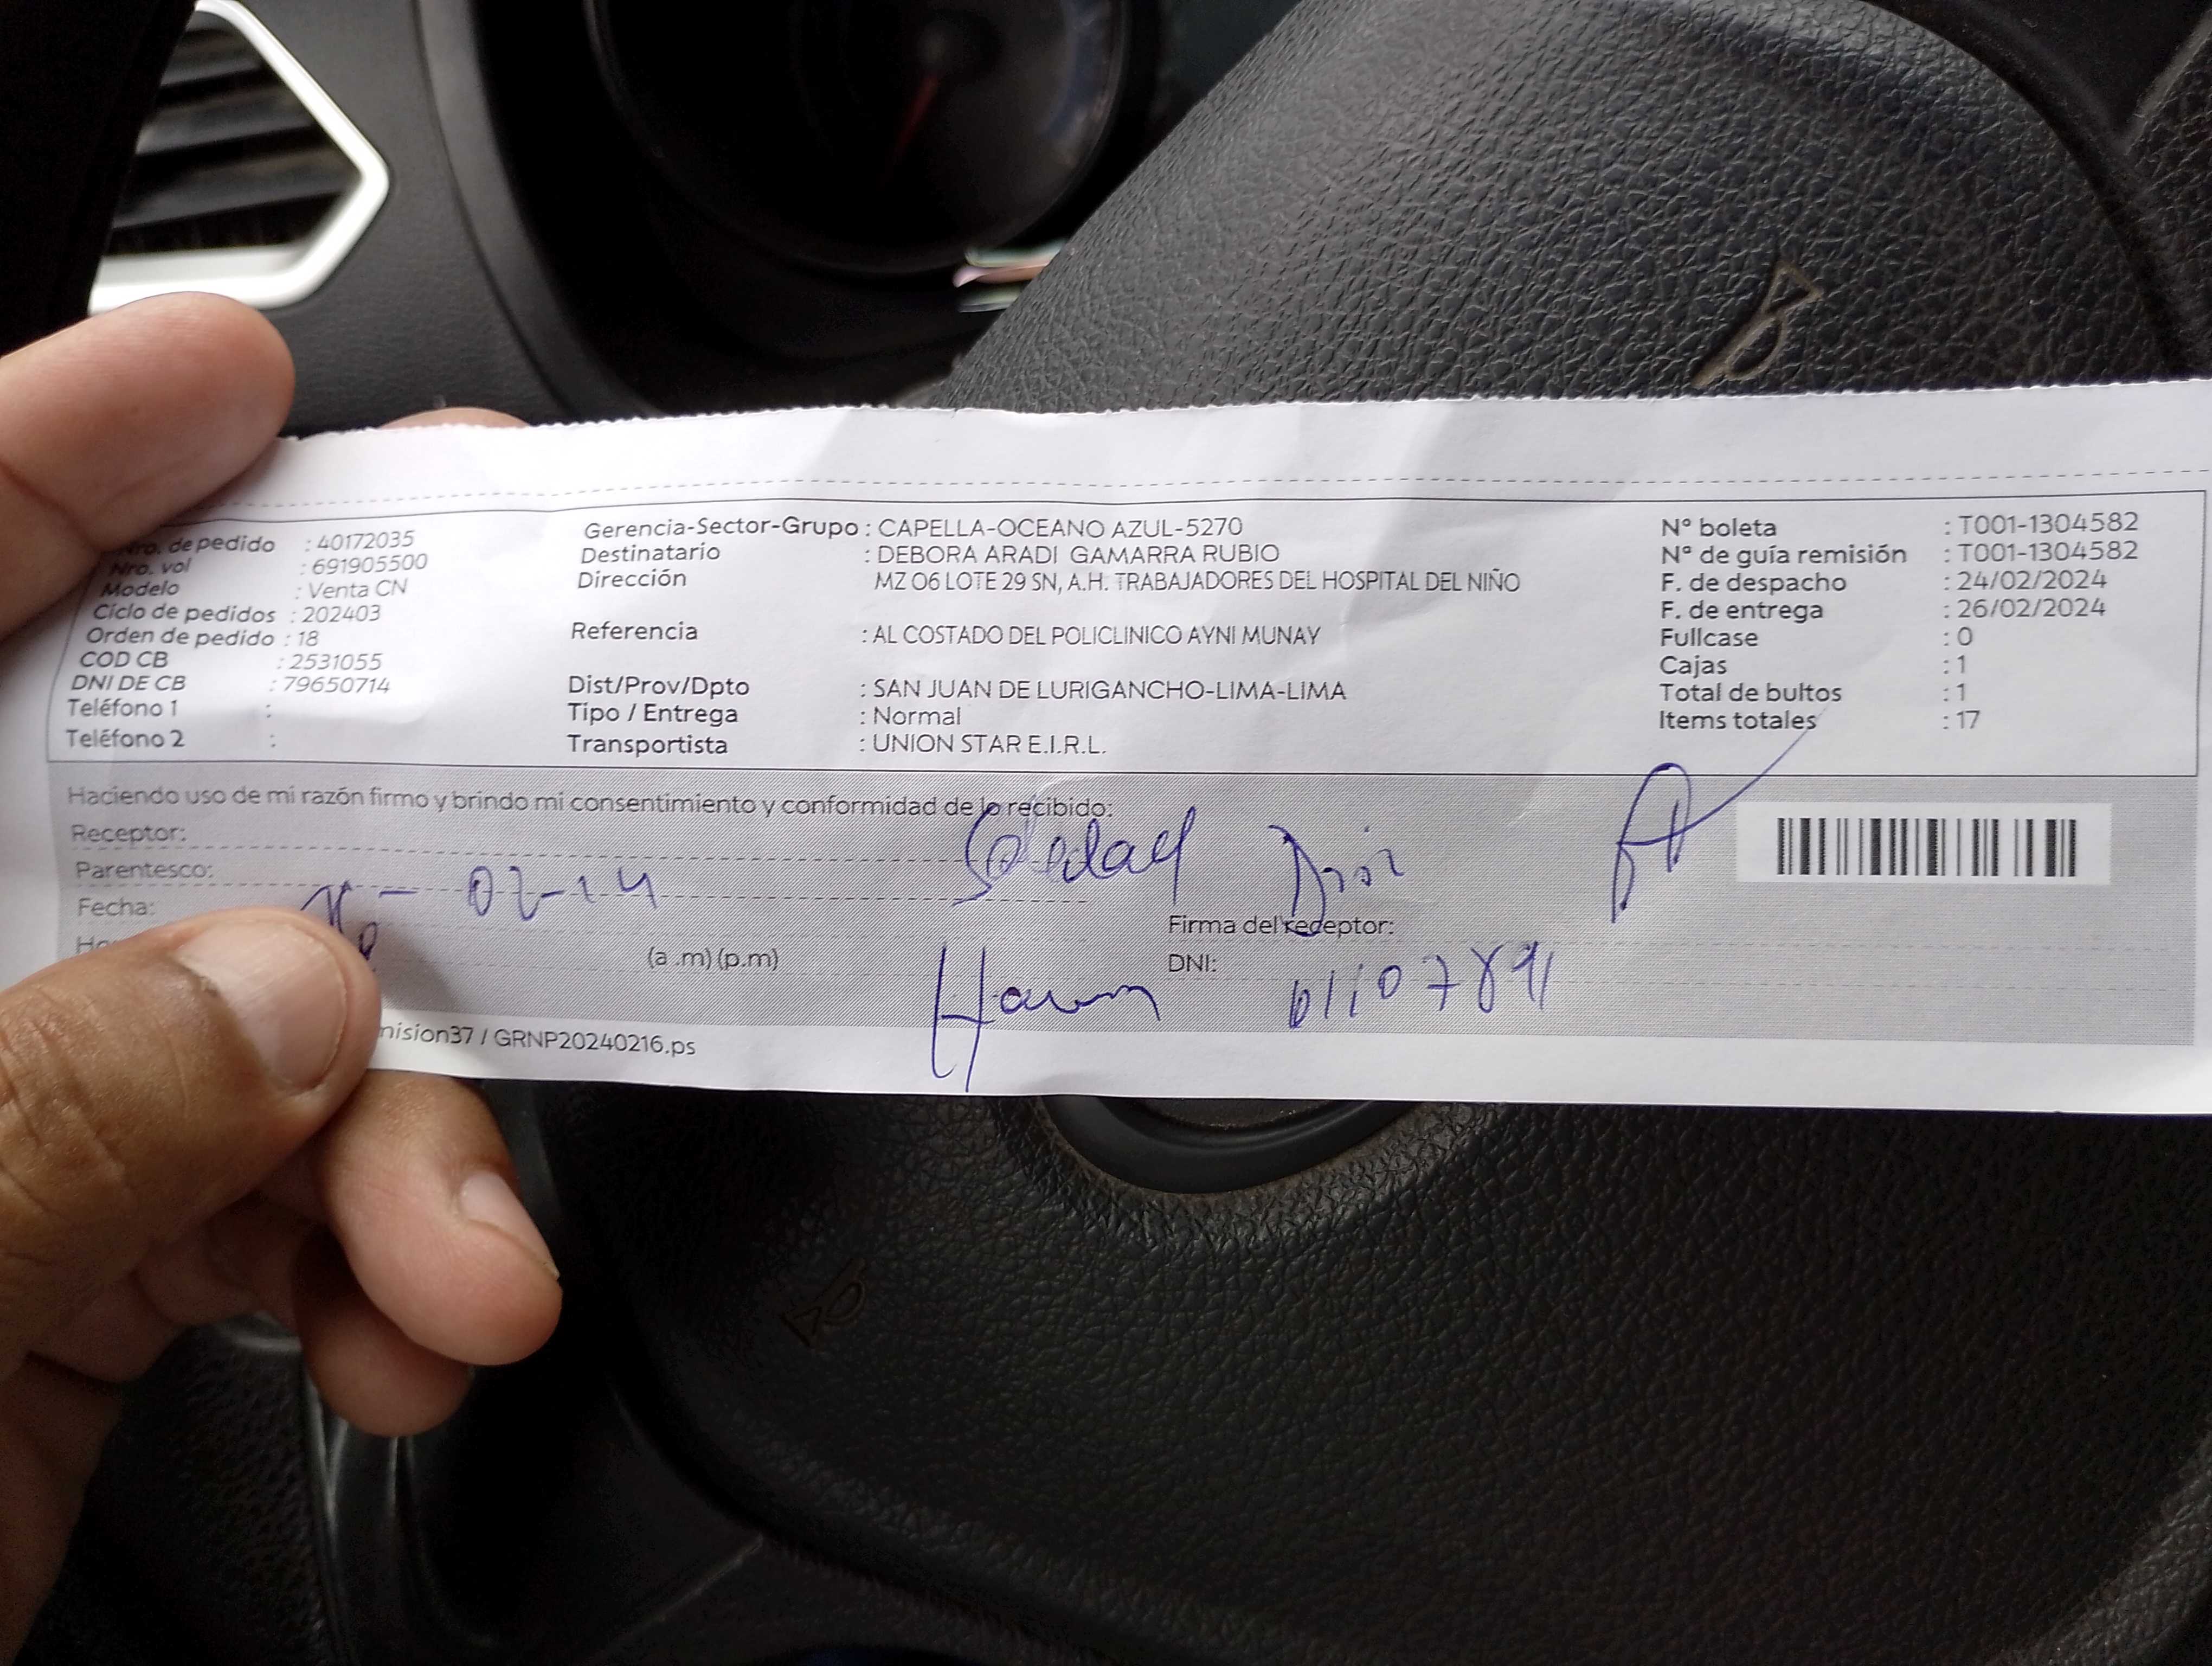 Nro. de pedido : 40172035
Nro. vol : 691905500
Modelo : Venta CN
Ciclo de pedidos : 202403
Orden de pedido : 18
COD CB : 2531055
DNI DE CB : 79650714
Teléfono 1 :
Teléfono 2 :
Gerencia-Sector-Grupo : CAPELLA-OCEANO AZUL-5270
Destinatario : DEBORA ARADI GAMARRA RUBIO
Dirección MZ O6 LOTE 29 SN, A.H. TRABAJADORES DEL HOSPITAL DEL NIÑO
Referencia : AL COSTADO DEL POLICLINICO AYNI MUNAY
Dist/Prov/Dpto : SAN JUAN DE LURIGANCHO-LIMA-LIMA
Tipo / Entrega : Normal
Transportista : UNION STAR E.I.R.L.
N° boleta : T001-1304582
N° de guía remisión : T001-1304582
F. de despacho : 24/02/2024
F. de entrega : 26/02/2024
Fullcase : 0
Cajas : 1
Total de bultos : 1
Items totales : 17
Haciendo uso de mi razón firmo y brindo mi consentimiento y conformidad de lo recibido:
Receptor:
Parentesco:
Fecha:
(a .m) (p.m)
Firma del receptor:
DNI:
mision37 / GRNP20240216.ps